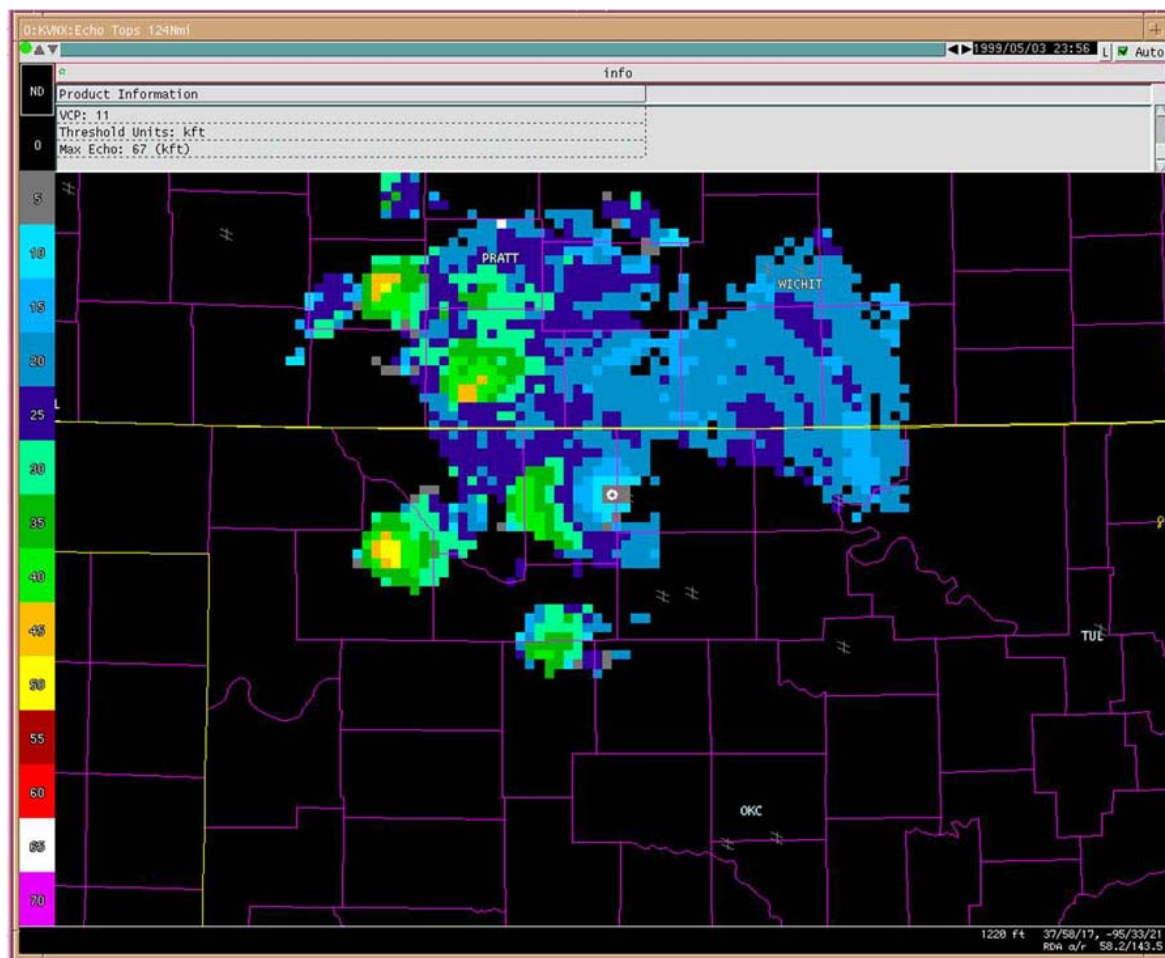 0:KVNX:Echo Tops 124Nmi
1999/05/03 23:56 L Auto
info
ND
Product Information
VCP: 11
Threshold Units: kft
0
Max Echo: 67 (kft)
5
10
PRATT
15
WICHIT
20
25
L
30
35
40
45
TUL
50
55
60
OKC
65
70
1220 ft 37/58/17, -95/33/21
RDA a/r 58.2/143.5